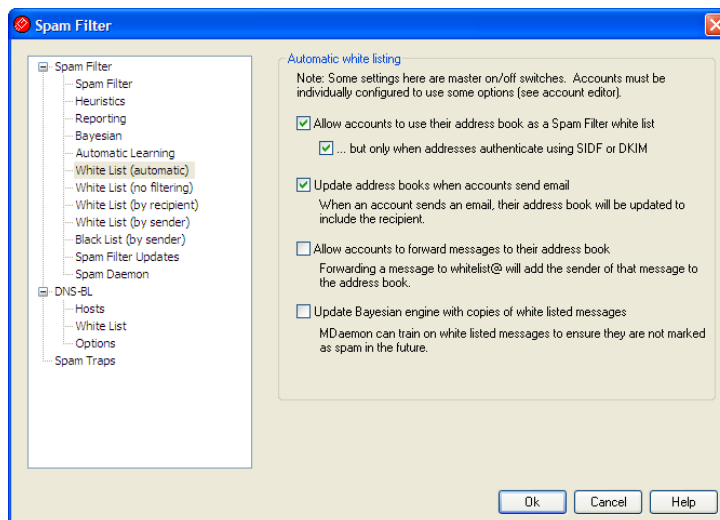 Spam Filter
Spam Filter
Spam Filter
Heuristics
Reporting
Bayesian
Automatic Learning
White List (automatic)
White List (no filtering)
White List (by recipient)
White List (by sender)
Black List (by sender)
Spam Filter Updates
Spam Daemon
DNS-BL
Hosts
White List
Options
Spam Traps
Automatic white listing
Note: Some settings here are master on/off switches. Accounts must be
individually configured to use some options (see account editor).
Allow accounts to use their address book as a Spam Filter white list
... but only when addresses authenticate using SIDF or DKIM
Update address books when accounts send email
When an account sends an email, their address book will be updated to
include the recipient.
Allow accounts to forward messages to their address book
Forwarding a message to whitelist@ will add the sender of that message to
the address book.
Update Bayesian engine with copies of white listed messages
MDaemon can train on white listed messages to ensure they are not marked
as spam in the future.
Ok
Cancel
Help